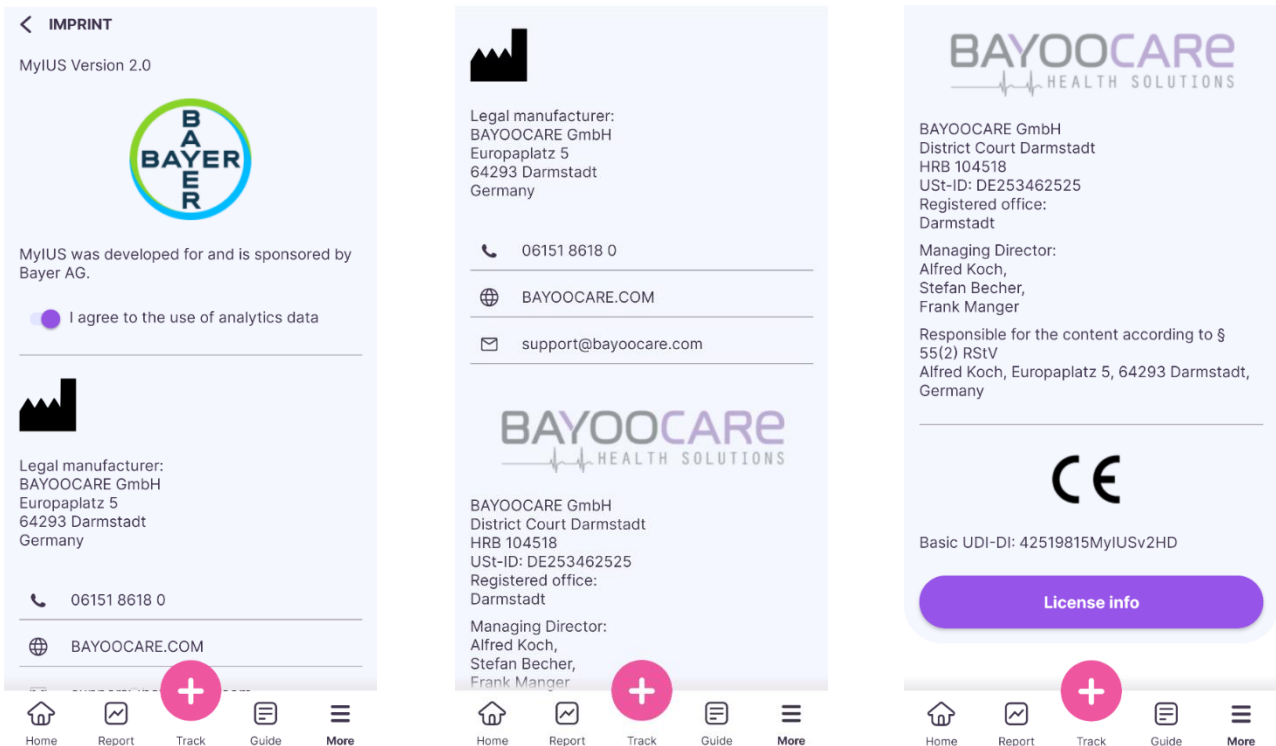 IMPRINT
MyIUS Version 2.0
BAYER
BAYER
MyIUS was developed for and is sponsored by
Bayer AG.
I agree to the use of analytics data
Legal manufacturer:
BAYOOCARE GmbH
Europaplatz 5
64293 Darmstadt
Germany
06151 8618 0
BAYOOCARE.COM
Home
Report
Track
Guide
More
Legal manufacturer:
BAYOOCARE GmbH
Europaplatz 5
64293 Darmstadt
Germany
06151 8618 0
BAYOOCARE.COM
support@bayoocare.com
BAYOOCARE
HEALTH SOLUTIONS
BAYOOCARE GmbH
District Court Darmstadt
HRB 104518
USt-ID: DE253462525
Registered office:
Darmstadt
Managing Director:
Alfred Koch,
Stefan Becher,
Frank Manger
Home
Report
Track
Guide
More
BAYOOCARE
HEALTH SOLUTIONS
BAYOOCARE GmbH
District Court Darmstadt
HRB 104518
USt-ID: DE253462525
Registered office:
Darmstadt
Managing Director:
Alfred Koch,
Stefan Becher,
Frank Manger
Responsible for the content according to §
55(2) RStV
Alfred Koch, Europaplatz 5, 64293 Darmstadt,
Germany
CE
Basic UDI-DI: 42519815MyIUSv2HD
License info
Home
Report
Track
Guide
More